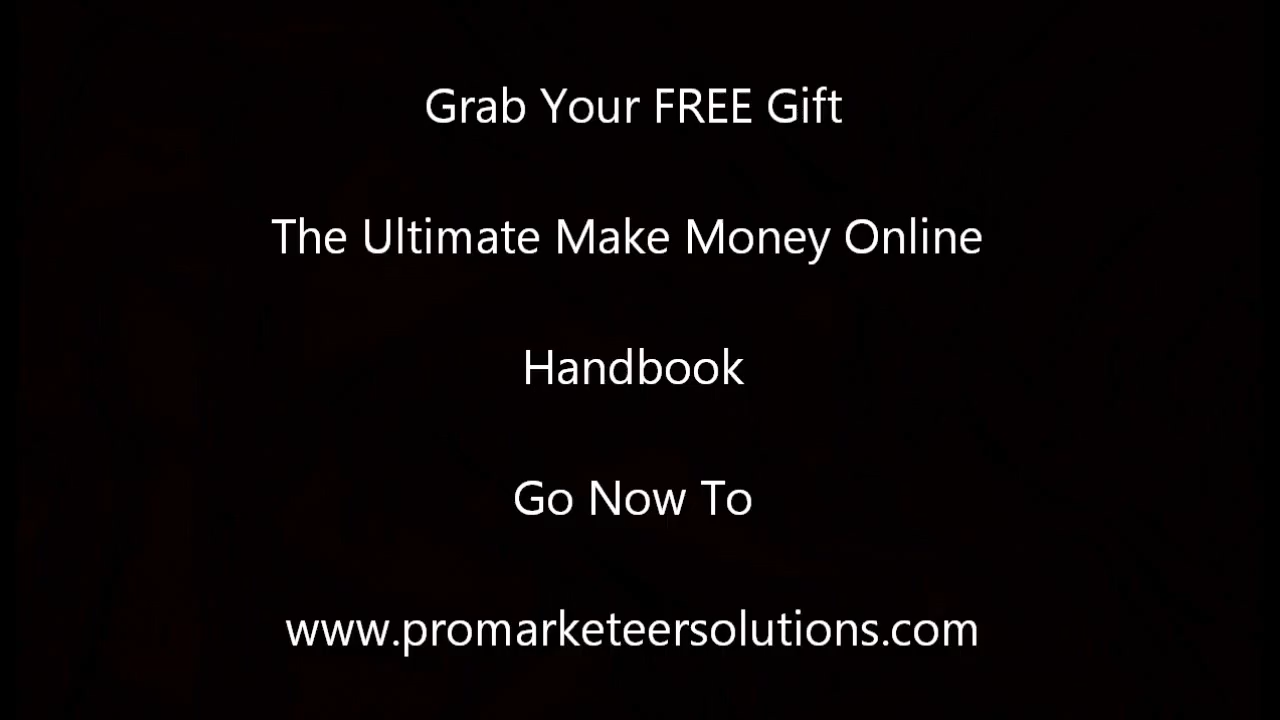 Grab Your FREE Gift
The Ultimate Make Money Online
Handbook
Go Now To
www.promarketeersolutions.com